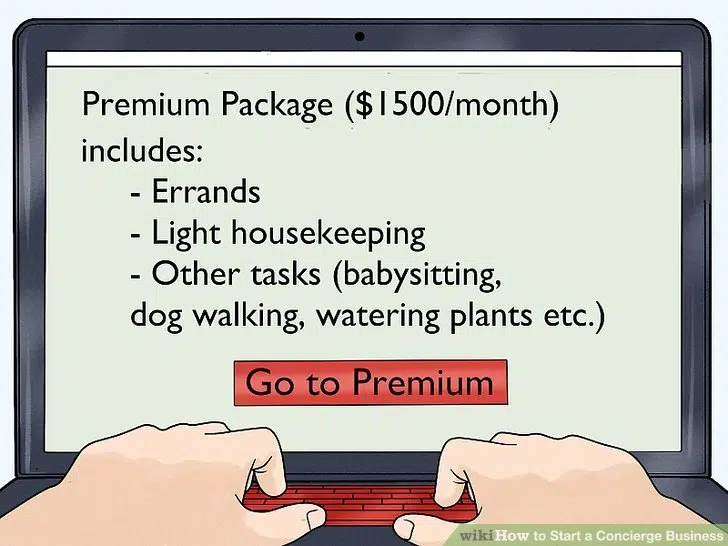 Premium Package ($1500/month)
includes:
- Errands
- Light housekeeping
- Other tasks (babysitting,
dog walking, watering plants etc.)
Go to Premium
wikiHow to Start a Concierge Business